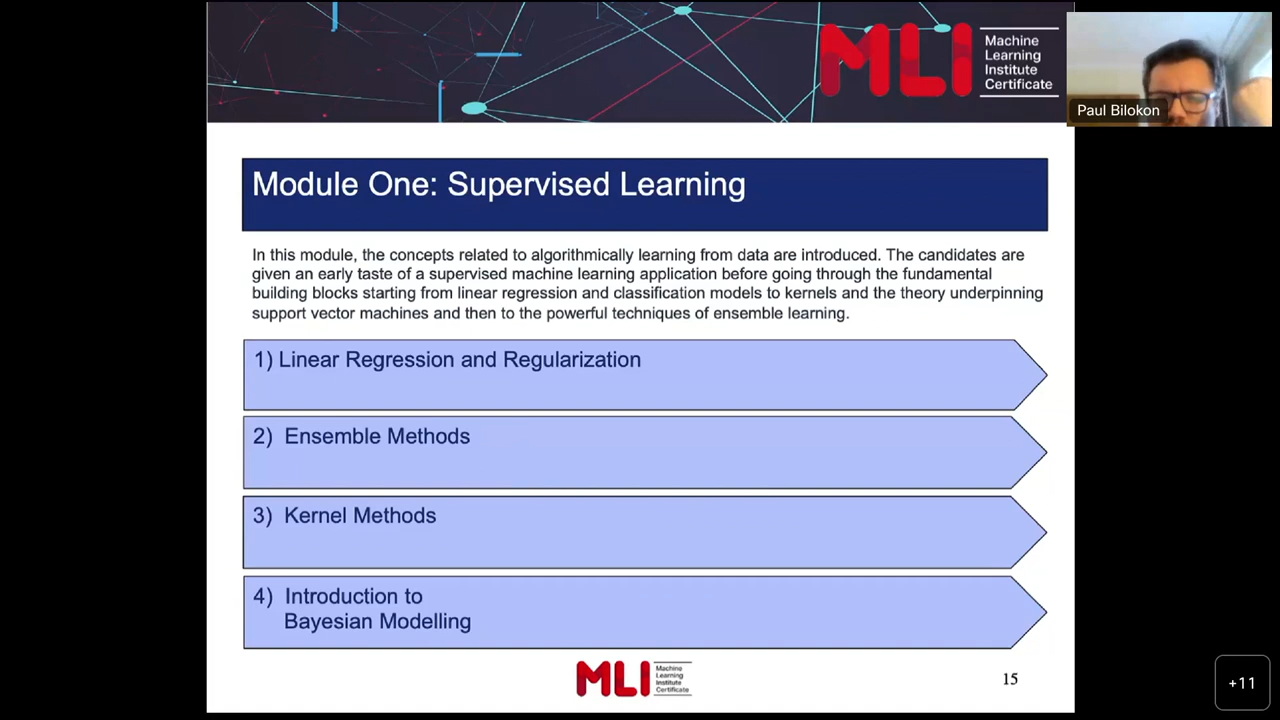 MLI
Machine
Learning
Institute
Certificate
Paul Bilokon
Module One: Supervised Learning
In this module, the concepts related to algorithmically learning from data are introduced. The candidates are
given an early taste of a supervised machine learning application before going through the fundamental
building blocks starting from linear regression and classification models to kernels and the theory underpinning
support vector machines and then to the powerful techniques of ensemble learning.
1) Linear Regression and Regularization
2) Ensemble Methods
3) Kernel Methods
4) Introduction to
Bayesian Modelling
MLI
Machine
Learning
Institute
Certificate
15
+11